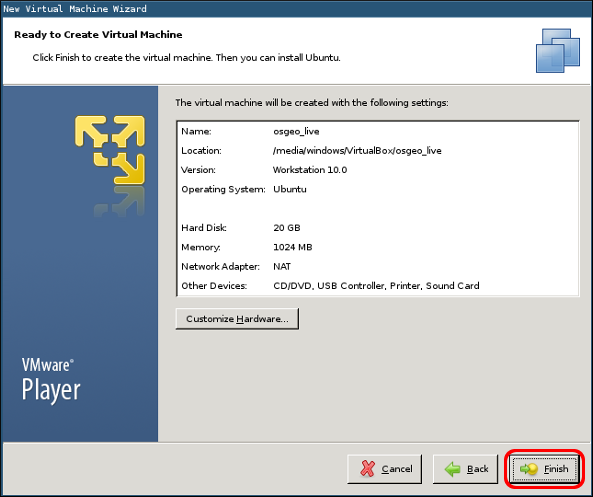 New Virtual Machine Wizard
Ready to Create Virtual Machine
Click Finish to create the virtual machine. Then you can install Ubuntu.
The virtual machine will be created with the following settings:
Name: osgeo_live
Location: /media/windows/VirtualBox/osgeo_live
Version: Workstation 10.0
Operating System: Ubuntu
Hard Disk: 20 GB
Memory: 1024 MB
Network Adapter: NAT
Other Devices: CD/DVD, USB Controller, Printer, Sound Card
Customize Hardware...
VMware®
Player
Cancel
Back
Finish